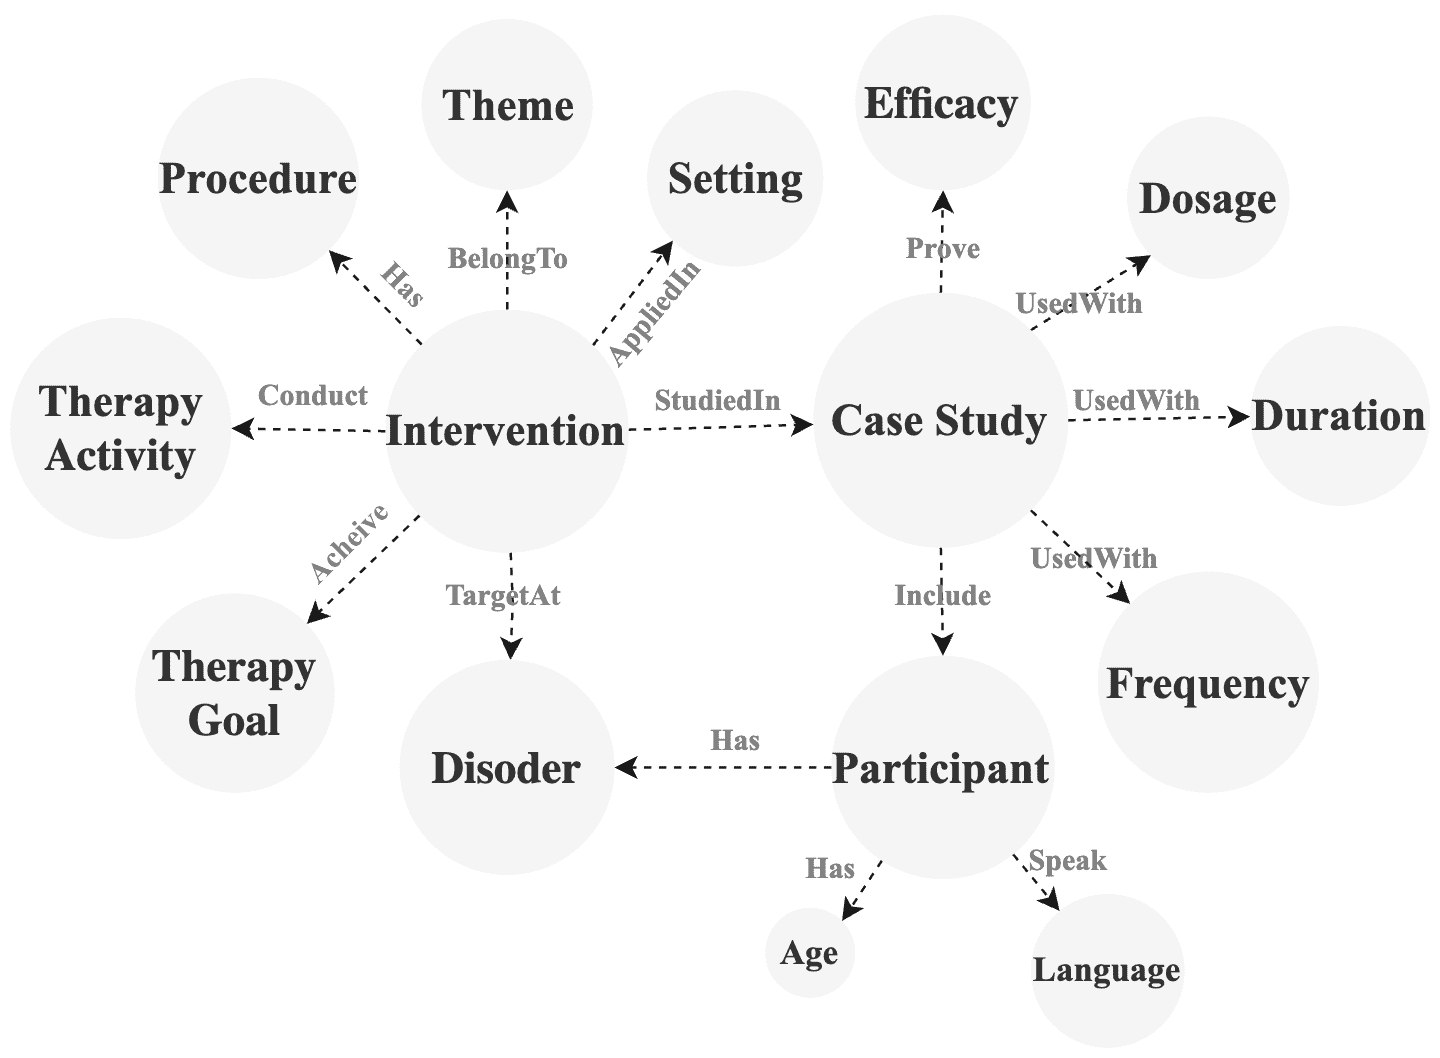 Theme
Efficacy
Procedure
Setting
Dosage
BelongTo
Prove
Has
AppliedIn
UsedWith
Therapy
Activity
Conduct
Intervention
StudiedIn
Case Study
UsedWith
Duration
Acheive
TargetAt
Include
UsedWith
Therapy
Goal
Frequency
Disoder
Has
Participant
Has
Speak
Age
Language